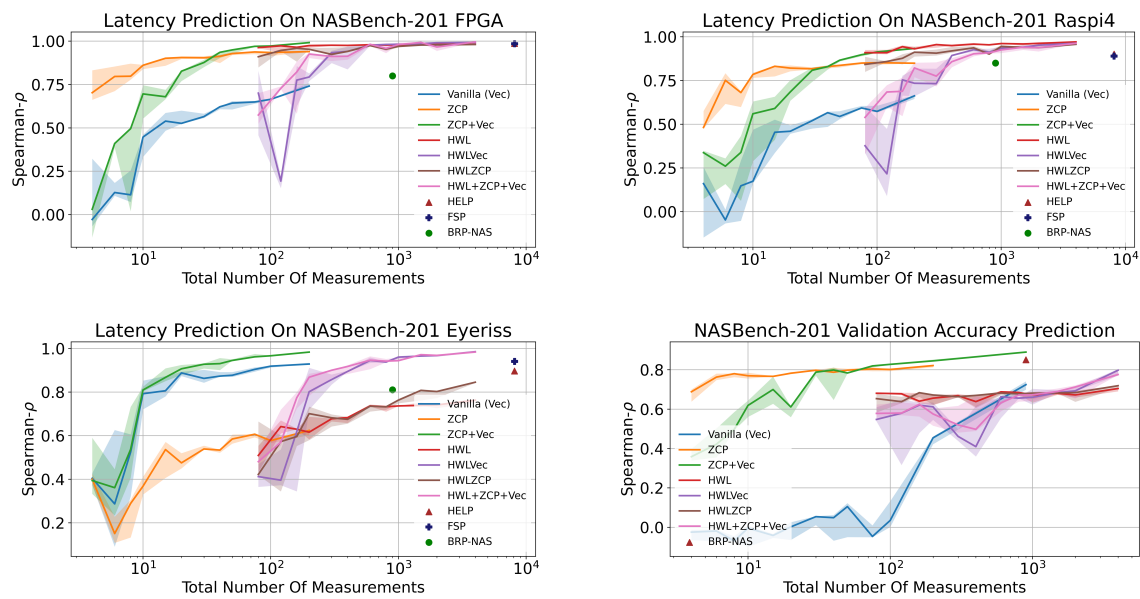 Latency Prediction On NASBench-201 FPGA
Spearman-ρ
1.00
0.75
0.50
0.25
0.00
Vanilla (Vec)
ZCP
ZCP+Vec
HWL
HWLVec
HWLZCP
HWL+ZCP+Vec
HELP
FSP
BRP-NAS
10¹ 10² 10³ 10⁴
Total Number Of Measurements
Latency Prediction On NASBench-201 Raspi4
Spearman-ρ
1.00
0.75
0.50
0.25
0.00
Vanilla (Vec)
ZCP
ZCP+Vec
HWL
HWLVec
HWLZCP
HWL+ZCP+Vec
HELP
FSP
BRP-NAS
10¹ 10² 10³ 10⁴
Total Number Of Measurements
Latency Prediction On NASBench-201 Eyeriss
Spearman-ρ
1.0
0.8
0.6
0.4
0.2
Vanilla (Vec)
ZCP
ZCP+Vec
HWL
HWLVec
HWLZCP
HWL+ZCP+Vec
HELP
FSP
BRP-NAS
10¹ 10² 10³ 10⁴
Total Number Of Measurements
NASBench-201 Validation Accuracy Prediction
Spearman-ρ
0.8
0.6
0.4
0.2
0.0
Vanilla (Vec)
ZCP
ZCP+Vec
HWL
HWLVec
HWLZCP
HWL+ZCP+Vec
BRP-NAS
10¹ 10² 10³
Total Number Of Measurements